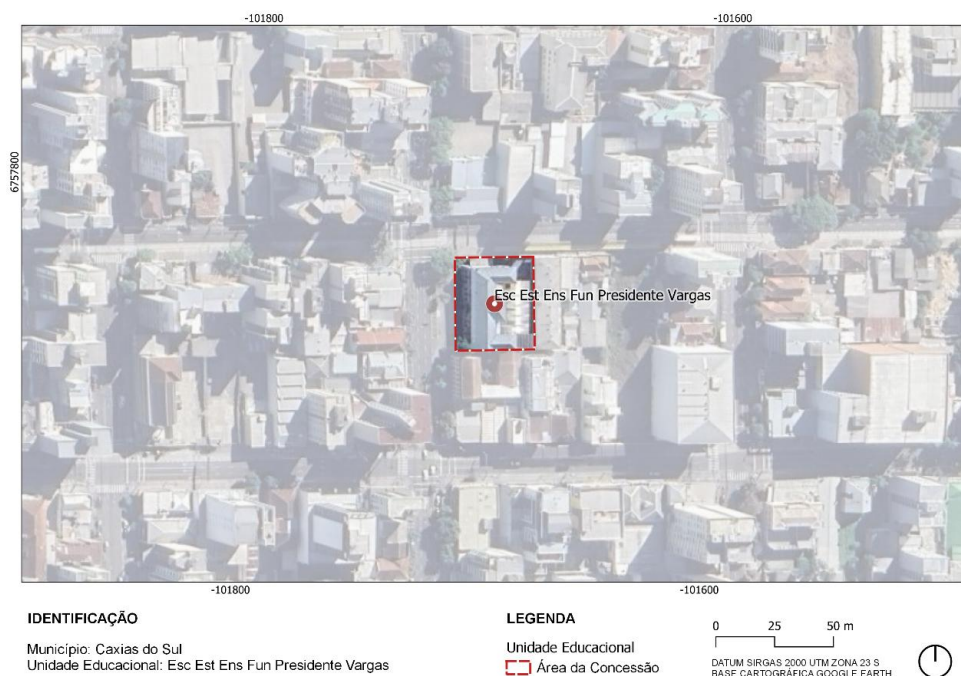 -101800
-101600
6757800
Esc Est Ens Fun Presidente Vargas
-101800
-101600
IDENTIFICAÇÃO
Município: Caxias do Sul
Unidade Educacional: Esc Est Ens Fun Presidente Vargas
LEGENDA
Unidade Educacional
Área da Concessão
0 25 50 m
DATUM SIRGAS 2000 UTM ZONA 23 S
BASE CARTOGRÁFICA GOOGLE EARTH